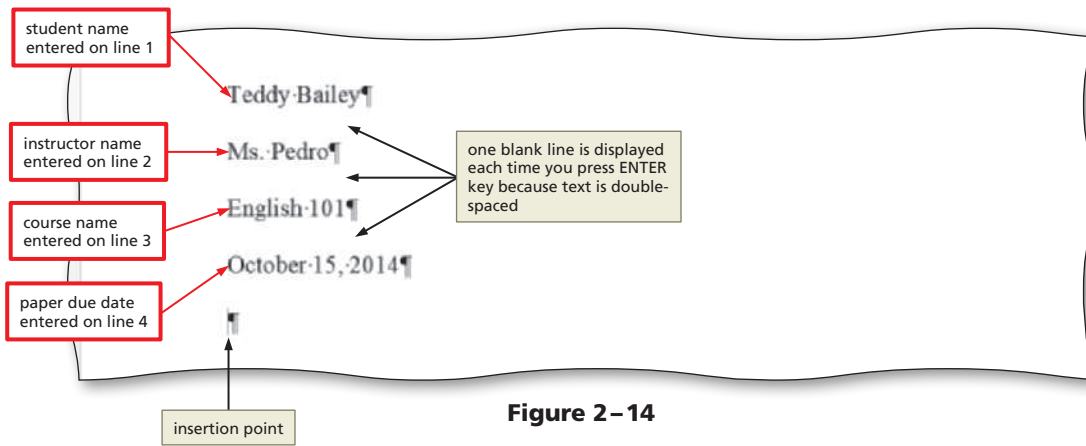 student name
entered on line 1
Teddy·Bailey¶
instructor name
entered on line 2
Ms.·Pedro¶
one blank line is displayed
each time you press ENTER
key because text is double-
spaced
course name
entered on line 3
English·101¶
paper due date
entered on line 4
October·15,·2014¶
¶
insertion point
Figure 2–14